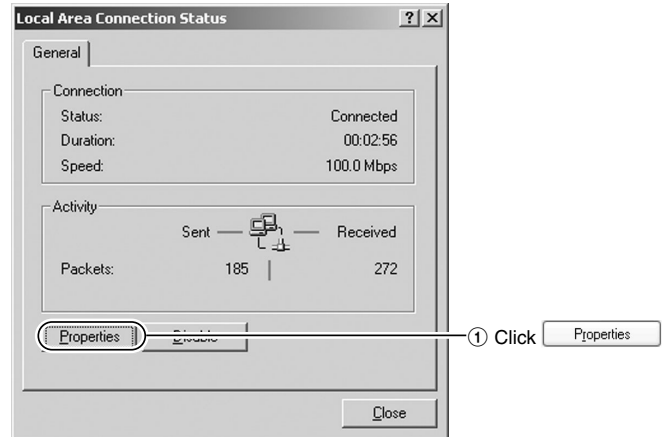 Local Area Connection Status
General
Connection
Status: Connected
Duration: 00:02:56
Speed: 100.0 Mbps
Activity
Sent Received
Packets: 185 272
Properties Disable
① Click Properties
Close